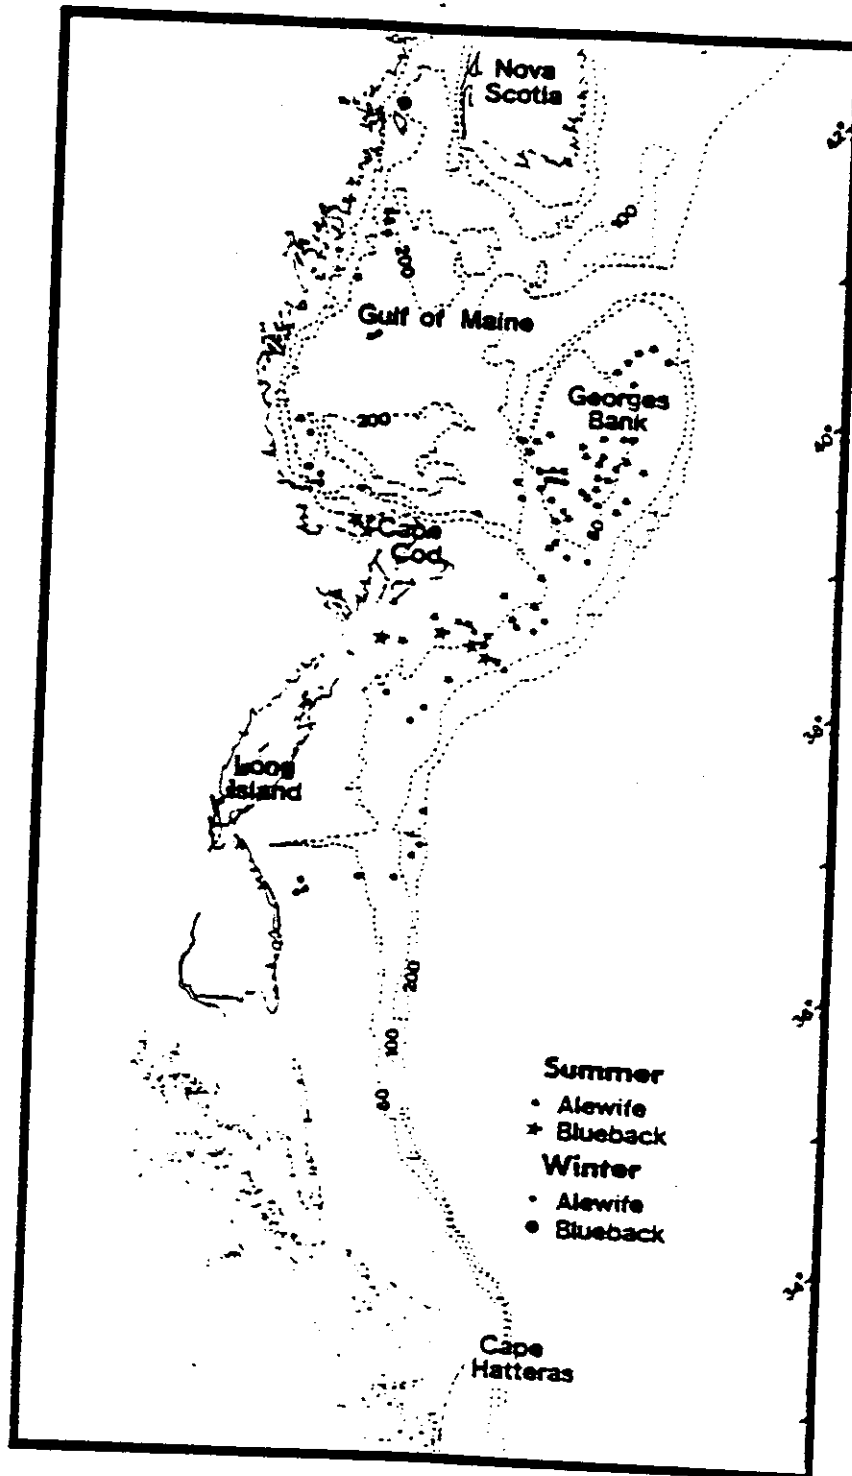 Nova
Scotia
100
200
Gulf of Maine
Georges
Bank
200
60
Cape
Cod
Long
Island
200
100
60
Summer
Alewife
Blueback
Winter
Alewife
Blueback
Cape
Hatteras